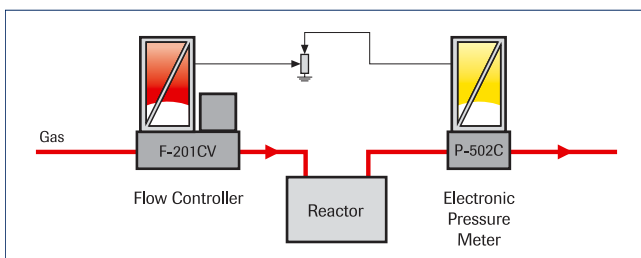 Gas
F-201CV
P-502C
Flow Controller
Reactor
Electronic
Pressure
Meter